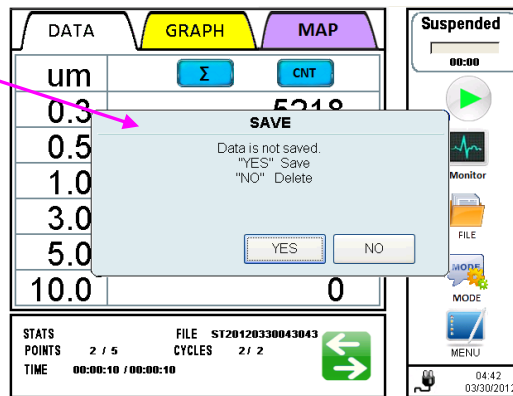 DATA GRAPH MAP
um Σ CNT
0.3 5218
0.5
1.0
3.0
5.0
10.0 0
SAVE
Data is not saved.
"YES" Save
"NO" Delete
YES NO
STATS FILE ST20120330043043
POINTS 2 / 5 CYCLES 2 / 2
TIME 00:00:10 / 00:00:10
Suspended
00:00
Monitor
FILE
MODE
MODE
MENU
04:42
03/30/2012